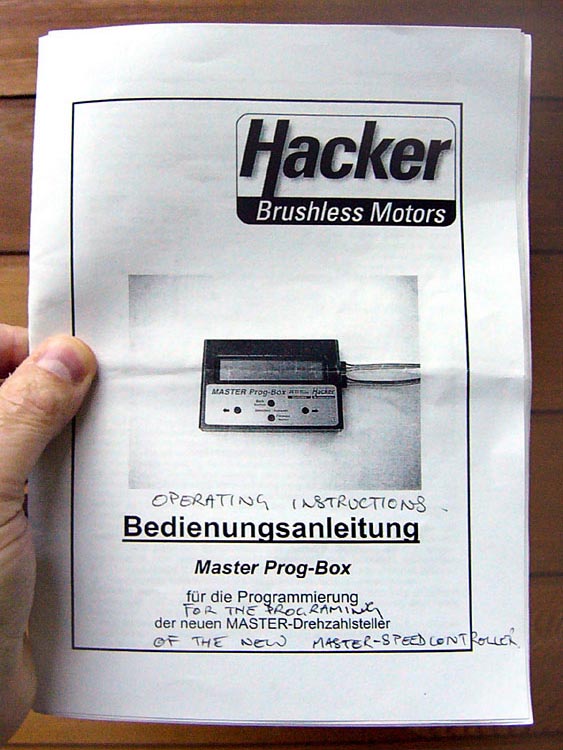 Hacker
Brushless Motors
MASTER Prog-Box Hacker
OPERATING INSTRUCTIONS
Bedienungsanleitung
Master Prog-Box
für die Programmierung
FOR THE PROGRAMING
der neuen MASTER-Drehzahlsteller
OF THE NEW MASTER-SPEEDCONTROLLER.